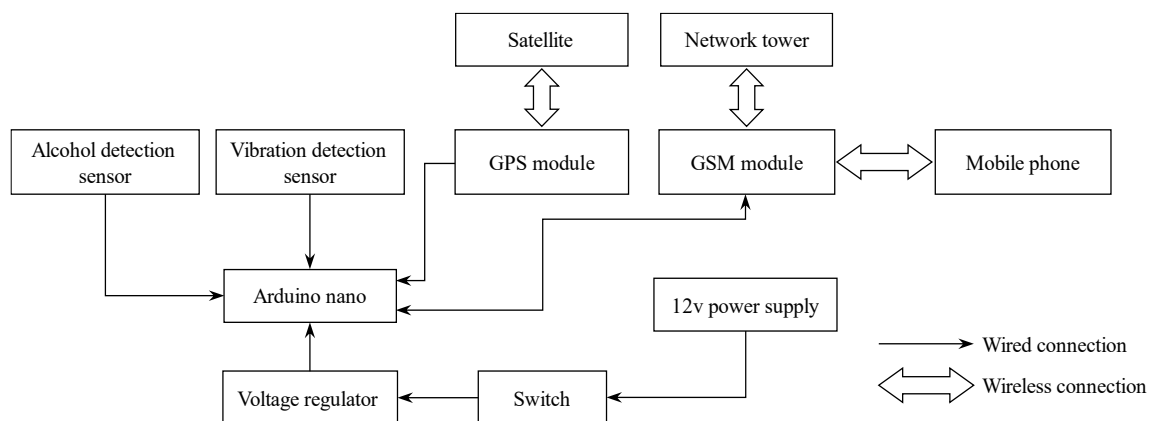 Satellite
Network tower
Alcohol detection
sensor
Vibration detection
sensor
GPS module
GSM module
Mobile phone
Arduino nano
12v power supply
Wired connection
Voltage regulator
Switch
Wireless connection